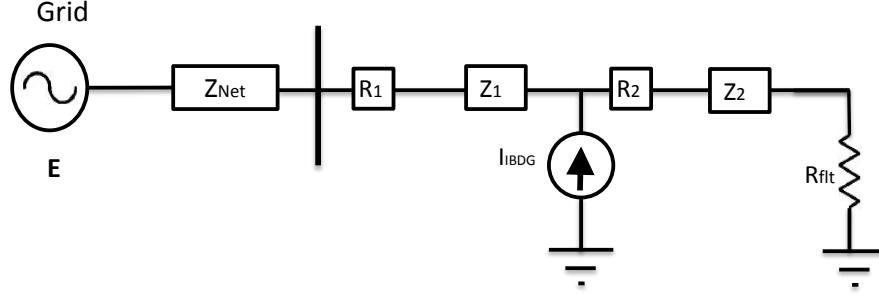 Grid
E
ZNet
R1
Z1
IIBDG
R2
Z2
Rflt